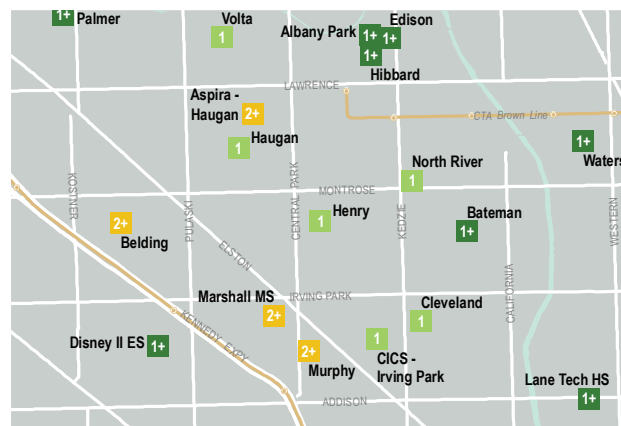 Palmer
1+
Volta
1
Edison
Albany Park
1+
1+
1+
Hibbard
LAWRENCE
Aspira -
Haugan
2+
CTA Brown Line
Haugan
1
1+
Waters
North River
1
MONTROSE
KOSTNER
PULASKI
CENTRAL PARK
KEDZIE
CALIFORNIA
WESTERN
Henry
1
Bateman
1+
2+
Belding
ELSTON
Marshall MS
2+
IRVING PARK
Cleveland
1
KENNEDY EXPY
Disney II ES
1+
2+
Murphy
1
CICS -
Irving Park
Lane Tech HS
1+
ADDISON